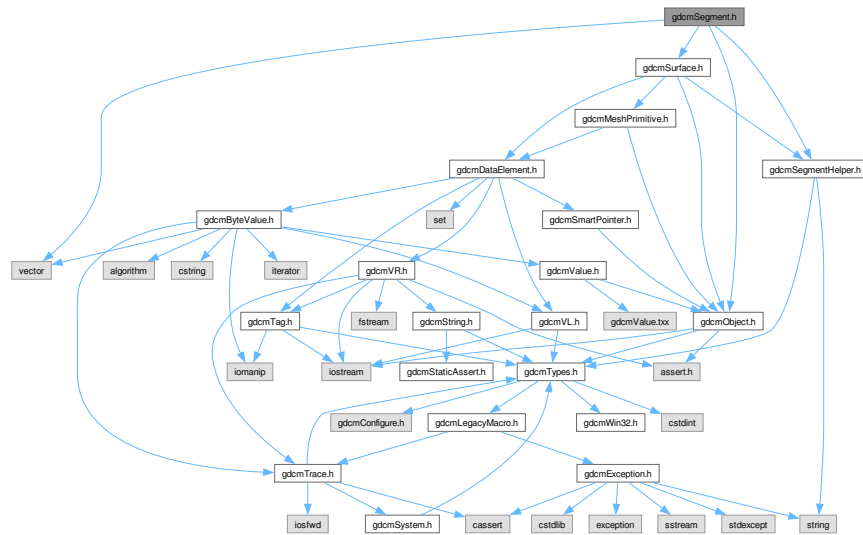 gdcmSegment.h
gdcmSurface.h
gdcmMeshPrimitive.h
gdcmDataElement.h
gdcmSegmentHelper.h
gdcmByteValue.h
set
gdcmSmartPointer.h
vector
algorithm
cstring
iterator
gdcmVR.h
gdcmValue.h
gdcmTag.h
fstream
gdcmString.h
gdcmVL.h
gdcmValue.txx
gdcmObject.h
iomanip
iostream
gdcmStaticAssert.h
gdcmTypes.h
assert.h
gdcmConfigure.h
gdcmLegacyMacro.h
gdcmWin32.h
cstdint
gdcmTrace.h
gdcmException.h
iosfwd
gdcmSystem.h
cassert
cstdlib
exception
sstream
stdexcept
string